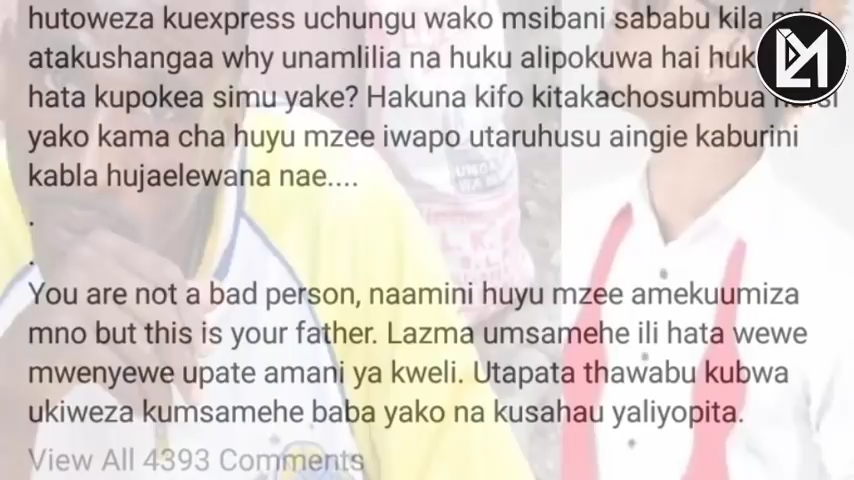 hutoweza kuexpress uchungu wako msibani sababu kila
atakushangaa why unamlilia na huku alipokuwa hai
hata kupokea simu yake? Hakuna kifo kitakachosumbua
yako kama cha huyu mzee iwapo utaruhusu aingie kaburini
kabla hujaelewana nae....
.
.
You are not a bad person, naamini huyu mzee amekuumiza
mno but this is your father. Lazma umsamehe ili hata wewe
mwenyewe upate amani ya kweli. Utapata thawabu kubwa
ukiweza kumsamehe baba yako na kusahau yaliyopita.
View All 4393 Comments